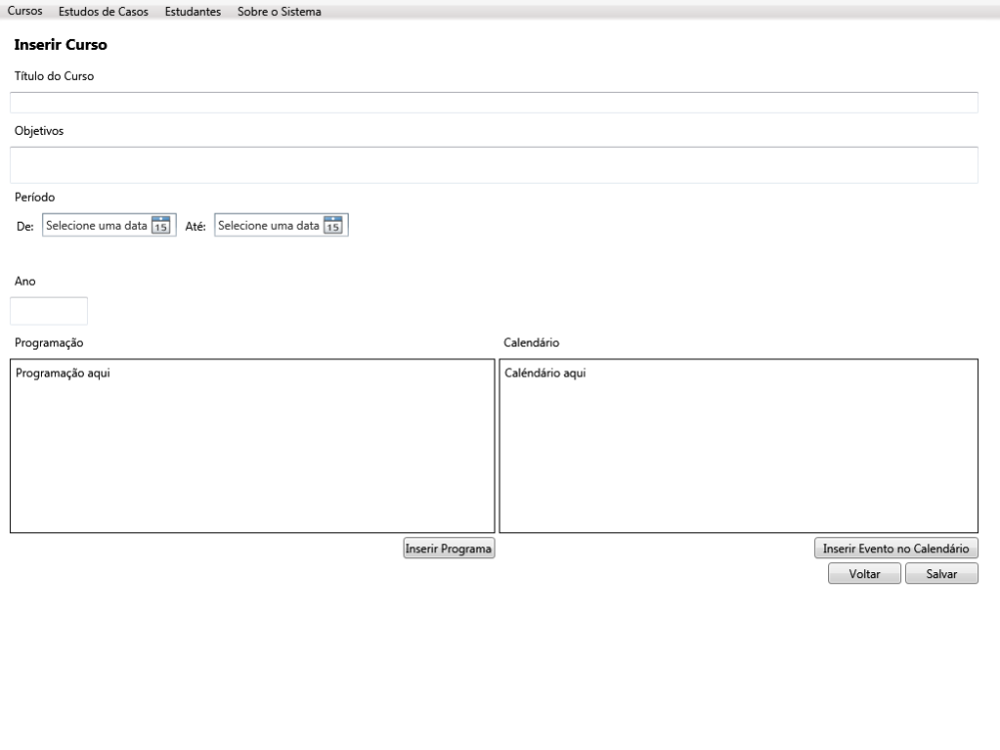 Cursos Estudos de Casos Estudantes Sobre o Sistema
Inserir Curso
Título do Curso
Objetivos
Período
De: Selecione uma data 15 Até: Selecione uma data 15
Ano
Programação Calendário
Programação aqui Caléndário aqui
Inserir Programa Inserir Evento no Calendário
Voltar Salvar